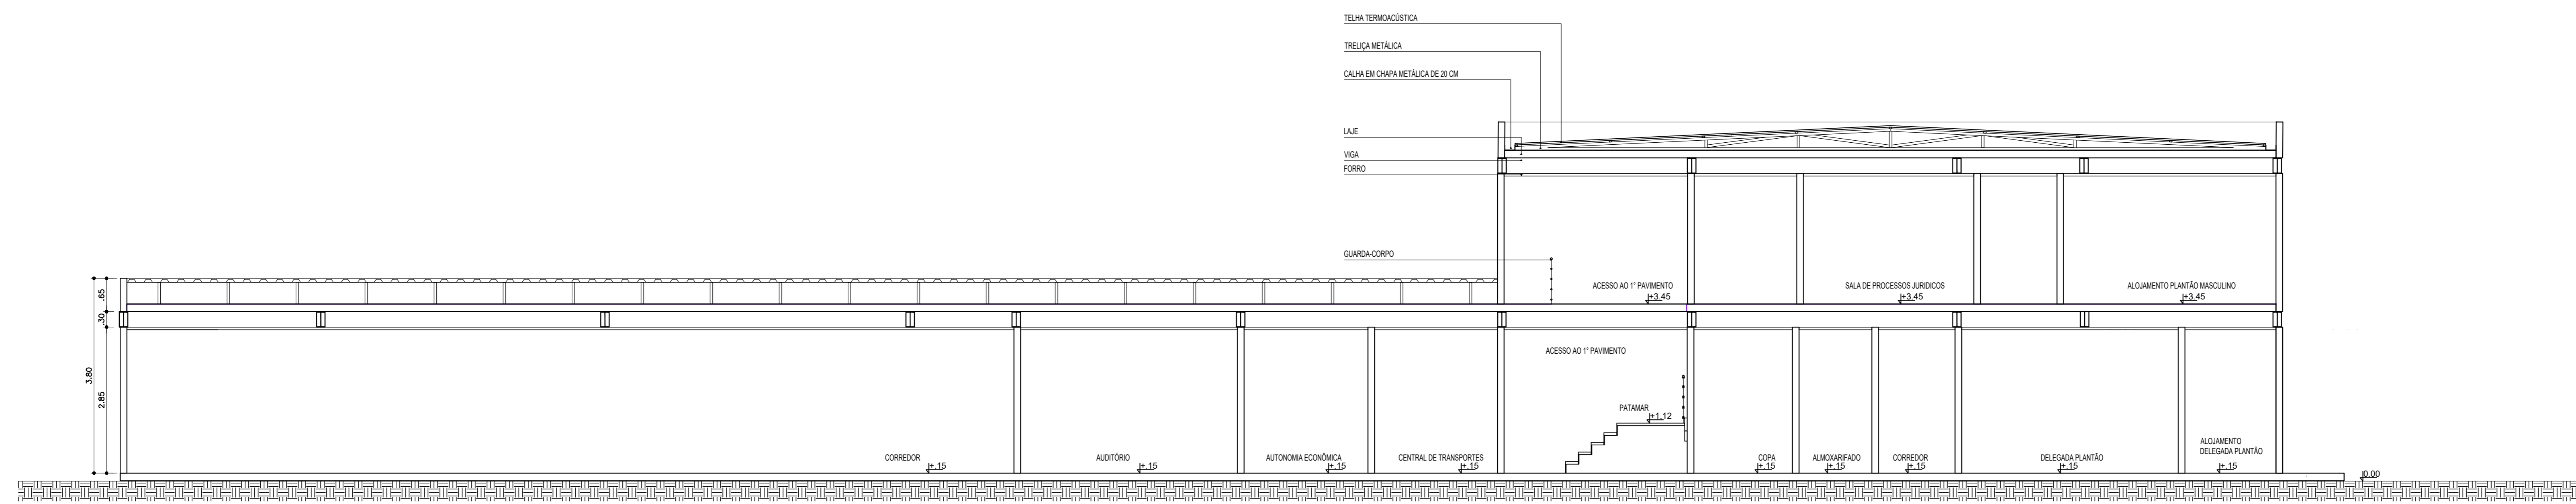 TELHA TERMOACÚSTICA
TRELIÇA METÁLICA
CALHA EM CHAPA METÁLICA DE 20 CM
LAJE
VIGA
FORRO
GUARDA-CORPO
ACESSO AO 1° PAVIMENTO
+3.45
SALA DE PROCESSOS JURIDICOS
+3.45
ALOJAMENTO PLANTÃO MASCULINO
+3.45
.65
.30
3.80
2.85
ACESSO AO 1° PAVIMENTO
PATAMAR
+1.12
CORREDOR
+.15
AUDITÓRIO
+.15
AUTONOMIA ECONÔMICA
+.15
CENTRAL DE TRANSPORTES
+.15
COPA
+.15
ALMOXARIFADO
+.15
CORREDOR
+.15
DELEGADA PLANTÃO
+.15
ALOJAMENTO
DELEGADA PLANTÃO
+.15
0.00